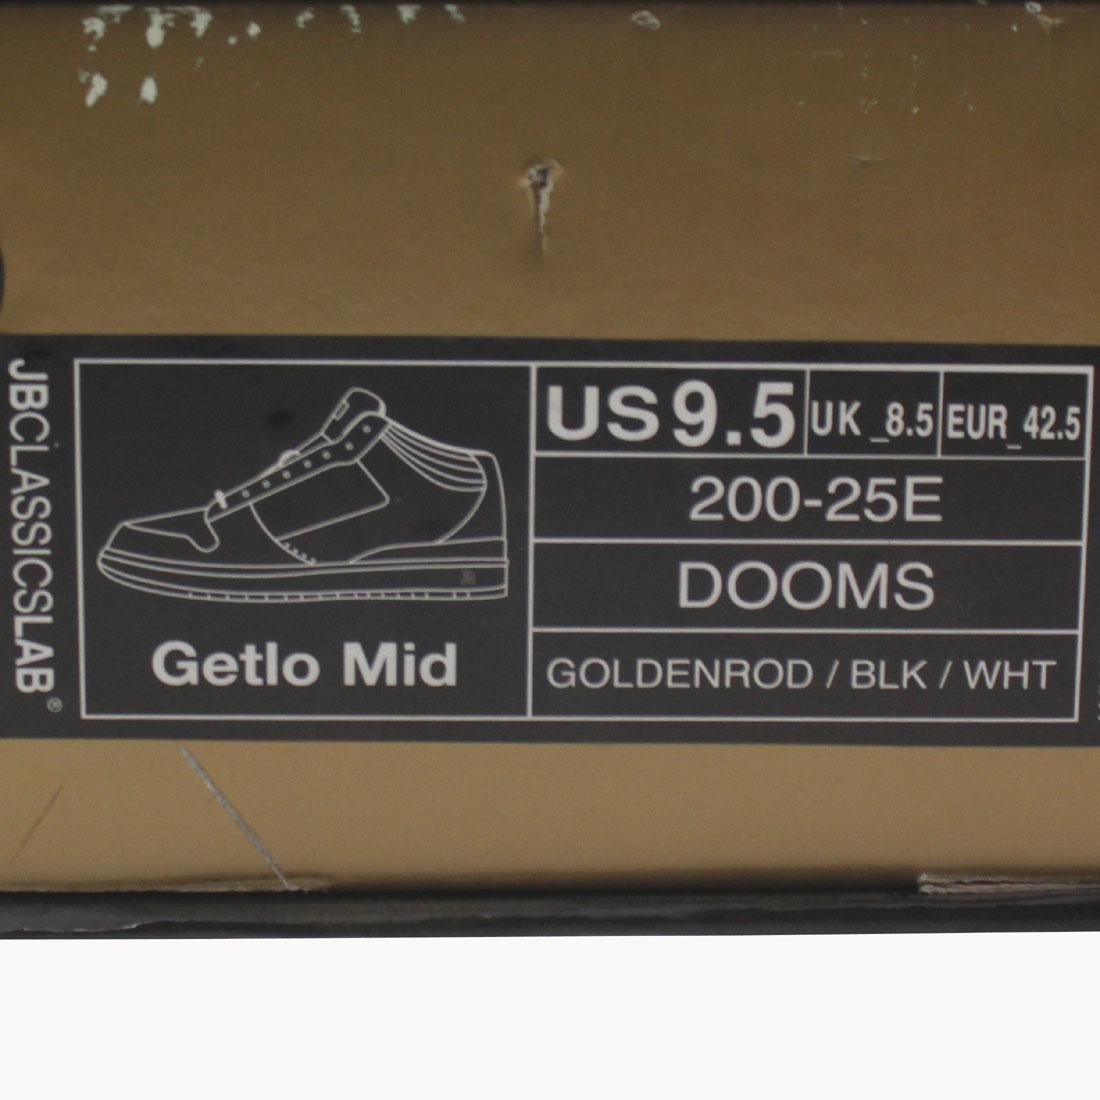 JBCLASSICSLAB®
Getlo Mid
US 9.5
UK _8.5
EUR_42.5
200-25E
DOOMS
GOLDENROD / BLK / WHT